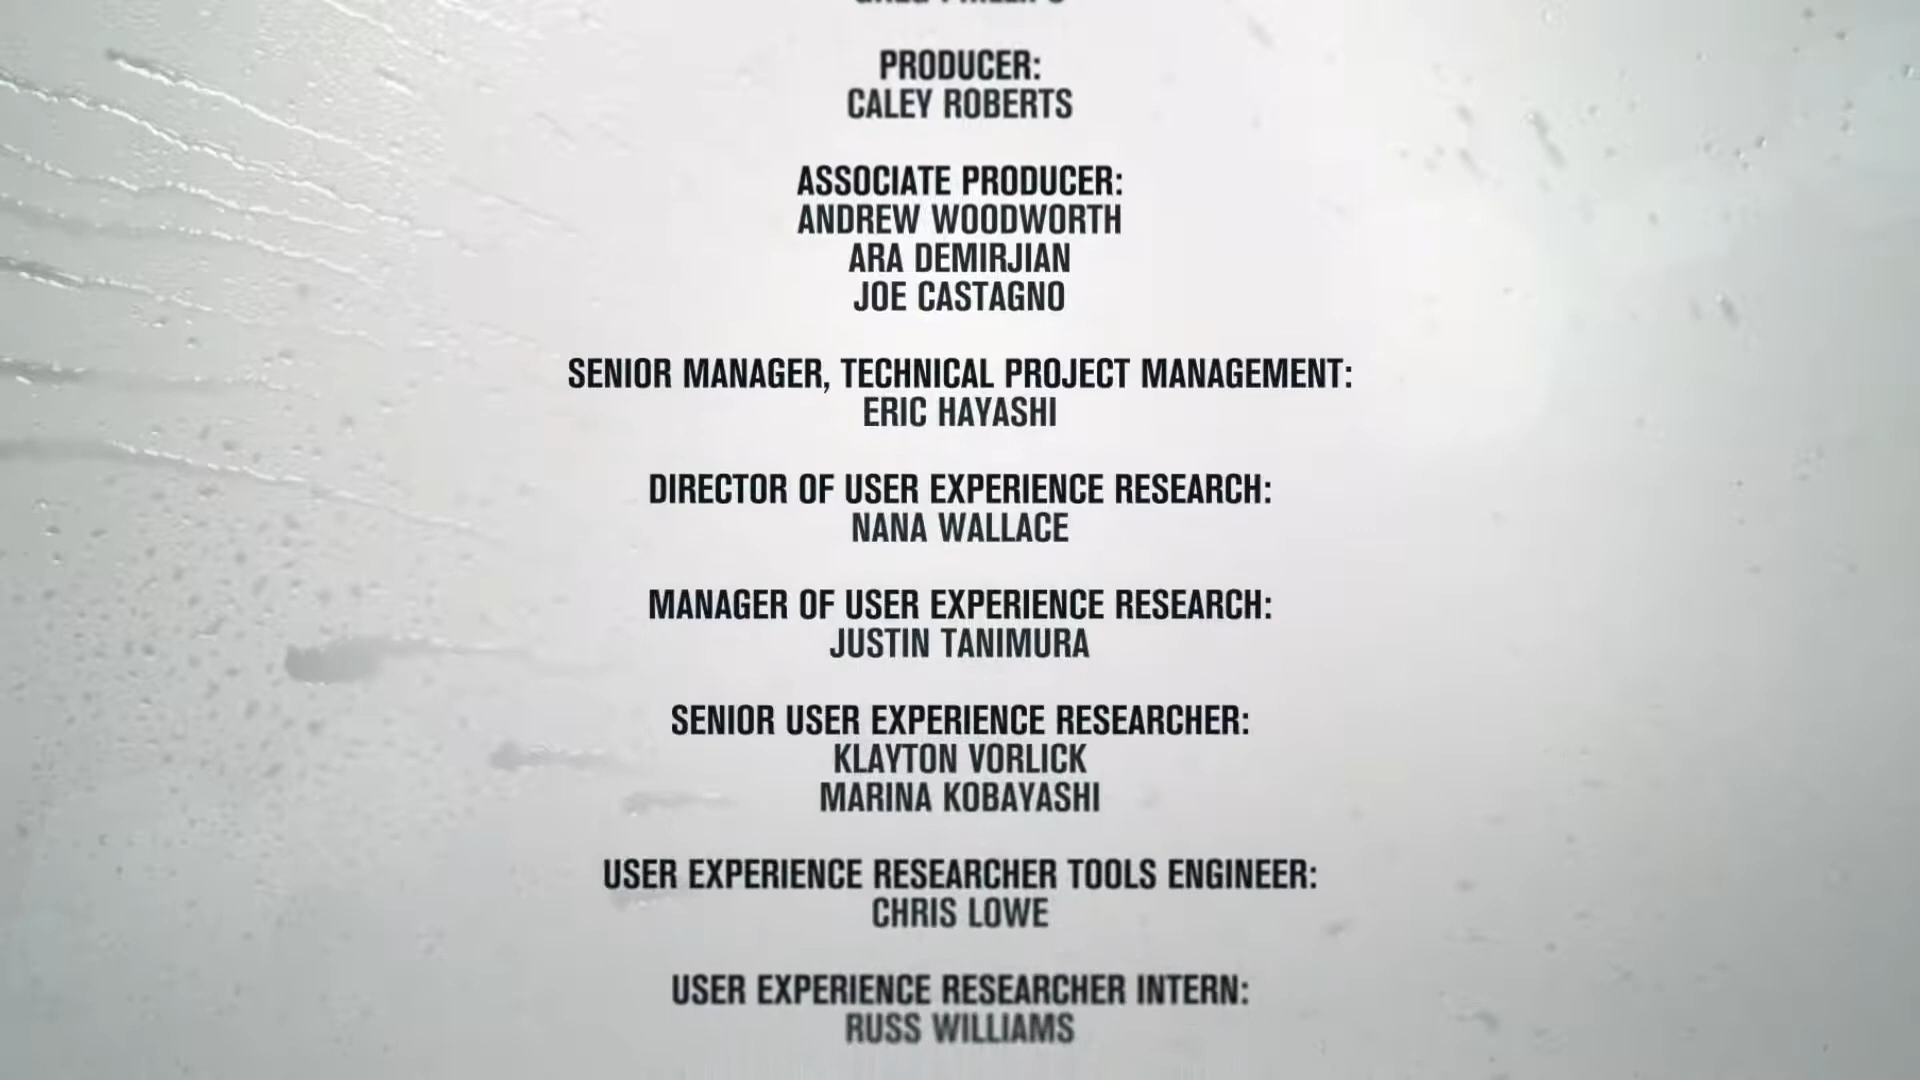 PRODUCER:
CALEY ROBERTS
ASSOCIATE PRODUCER:
ANDREW WOODWORTH
ARA DEMIRJIAN
JOE CASTAGNO
SENIOR MANAGER, TECHNICAL PROJECT MANAGEMENT:
ERIC HAYASHI
DIRECTOR OF USER EXPERIENCE RESEARCH:
NANA WALLACE
MANAGER OF USER EXPERIENCE RESEARCH:
JUSTIN TANIMURA
SENIOR USER EXPERIENCE RESEARCHER:
KLAYTON VORLICK
MARINA KOBAYASHI
USER EXPERIENCE RESEARCHER TOOLS ENGINEER:
CHRIS LOWE
USER EXPERIENCE RESEARCHER INTERN:
RUSS WILLIAMS